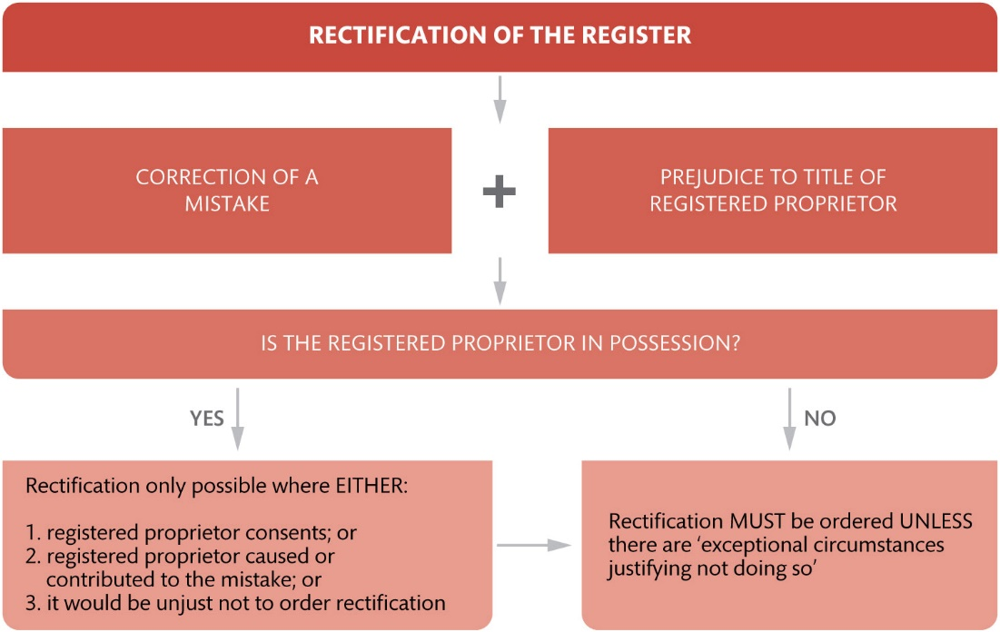 RECTIFICATION OF THE REGISTER
CORRECTION OF A
MISTAKE
+
PREJUDICE TO TITLE OF
REGISTERED PROPRIETOR
IS THE REGISTERED PROPRIETOR IN POSSESSION?
YES
NO
Rectification only possible where EITHER:
1. registered proprietor consents; or
2. registered proprietor caused or
contributed to the mistake; or
3. it would be unjust not to order rectification
Rectification MUST be ordered UNLESS
there are ‘exceptional circumstances
justifying not doing so’